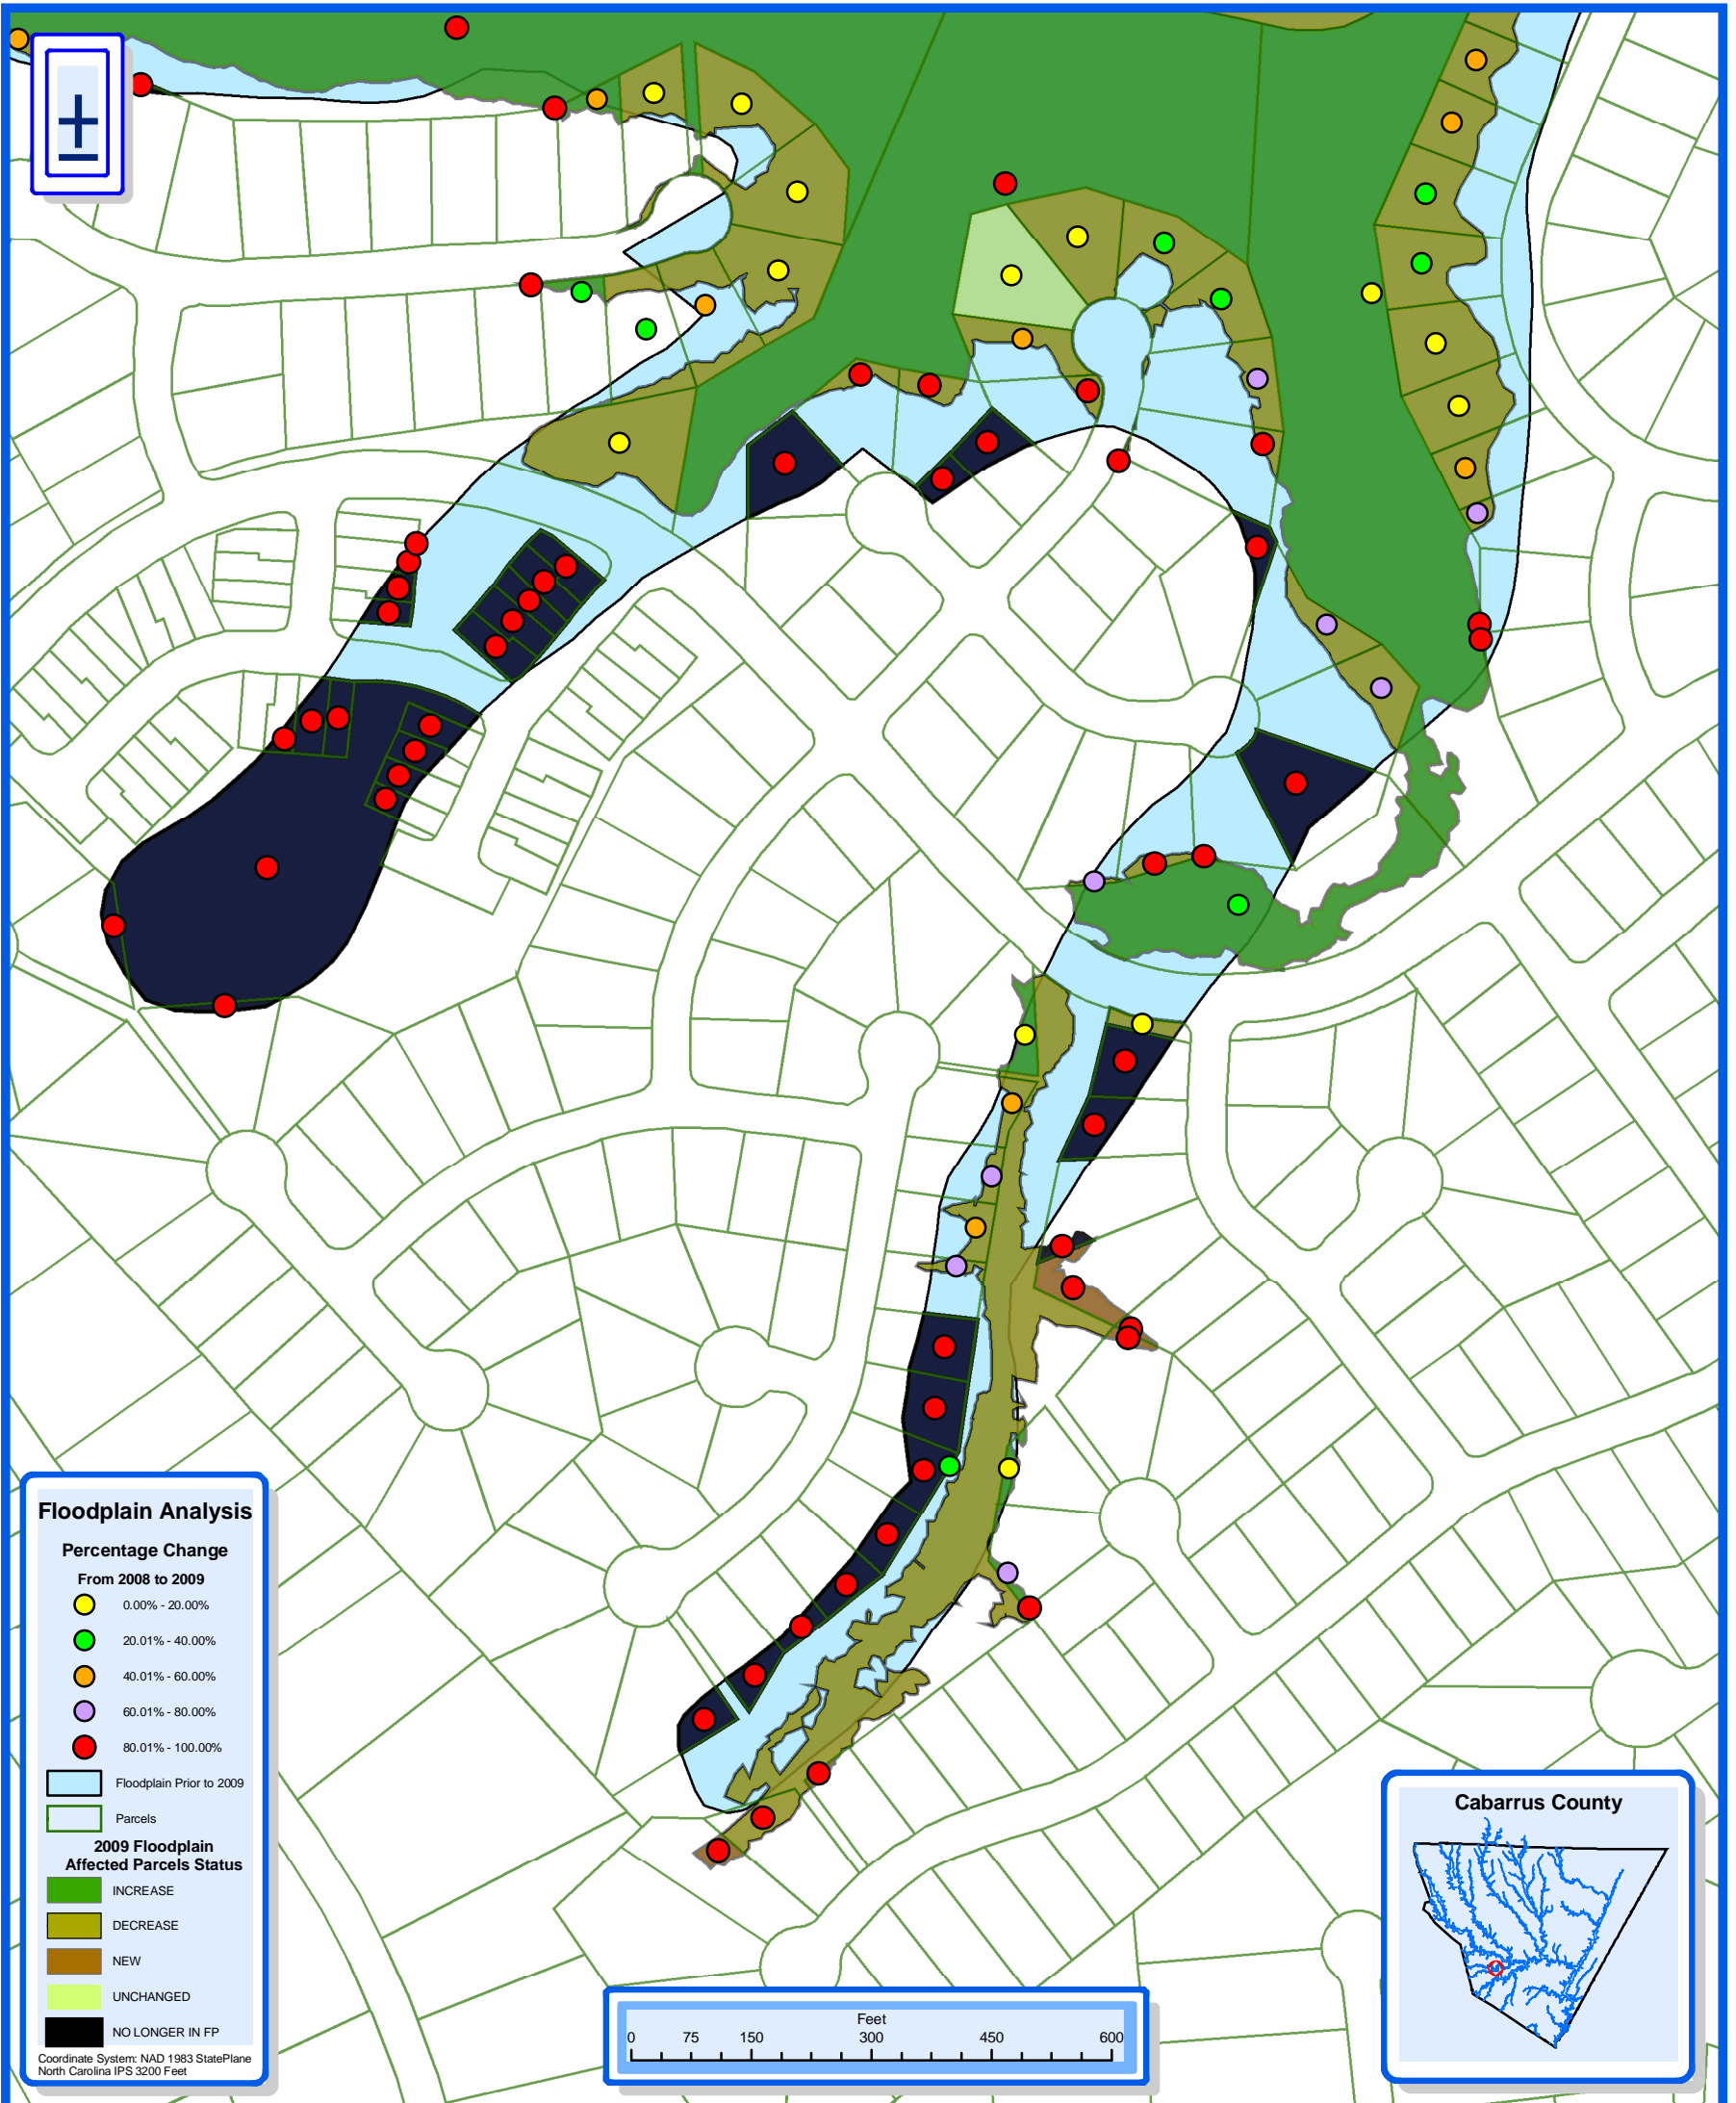 Floodplain Analysis
Percentage Change
From 2008 to 2009
0.00% - 20.00%
20.01% - 40.00%
40.01% - 60.00%
60.01% - 80.00%
80.01% - 100.00%
Floodplain Prior to 2009
Parcels
2009 Floodplain
Affected Parcels Status
INCREASE
DECREASE
NEW
UNCHANGED
NO LONGER IN FP
Coordinate System: NAD 1983 StatePlane
North Carolina IPS 3200 Feet
Feet
0 75 150 300 450 600
Cabarrus County